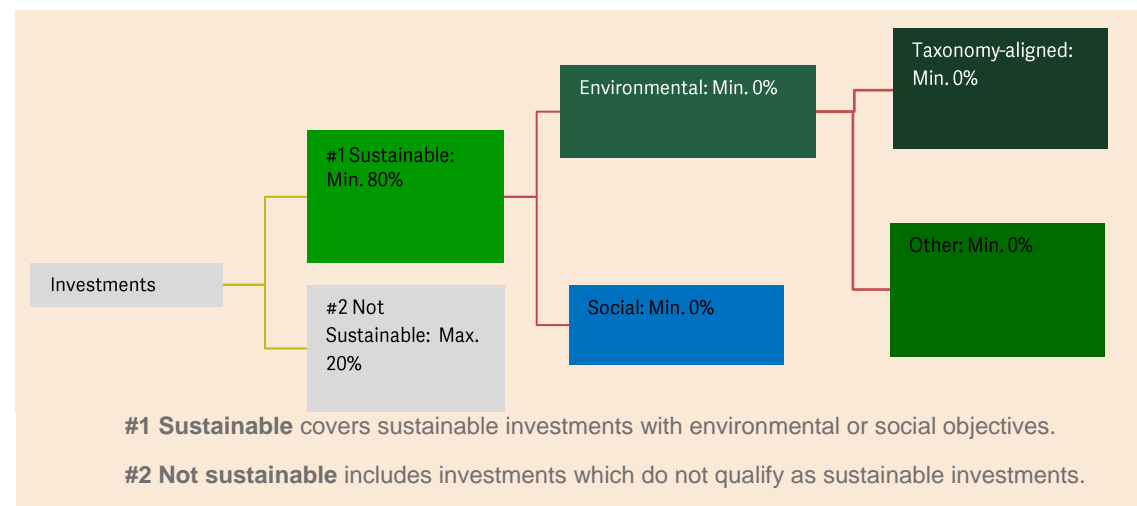 Taxonomy-aligned:
Min. 0%
Environmental: Min. 0%
#1 Sustainable:
Min. 80%
Other: Min. 0%
Investments
#2 Not
Sustainable: Max.
20%
Social: Min. 0%
#1 Sustainable covers sustainable investments with environmental or social objectives.
#2 Not sustainable includes investments which do not qualify as sustainable investments.